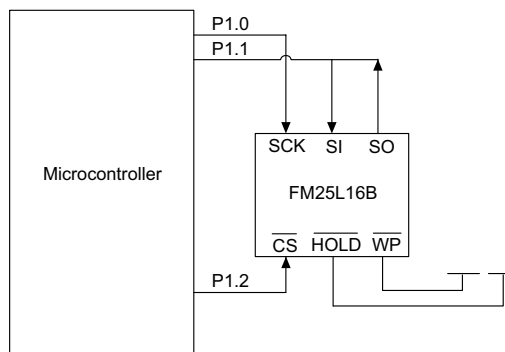 P1.0
P1.1
SCK SI SO
Microcontroller
FM25L16B
CS HOLD WP
P1.2